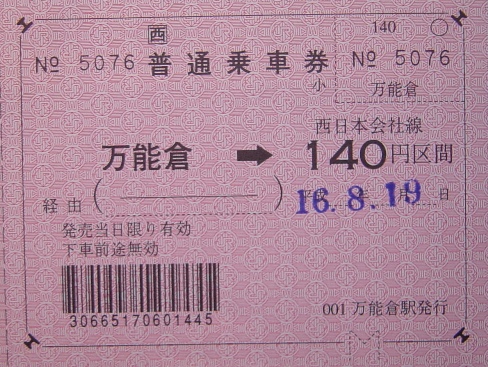 西 140
№ 5076 普通乗車券 № 5076
小 万能倉
西日本会社線
万能倉 → 140円区間
経由( ) 16.8.19 日
発売当日限り有効
下車前途無効
30665170601445
001 万能倉駅発行